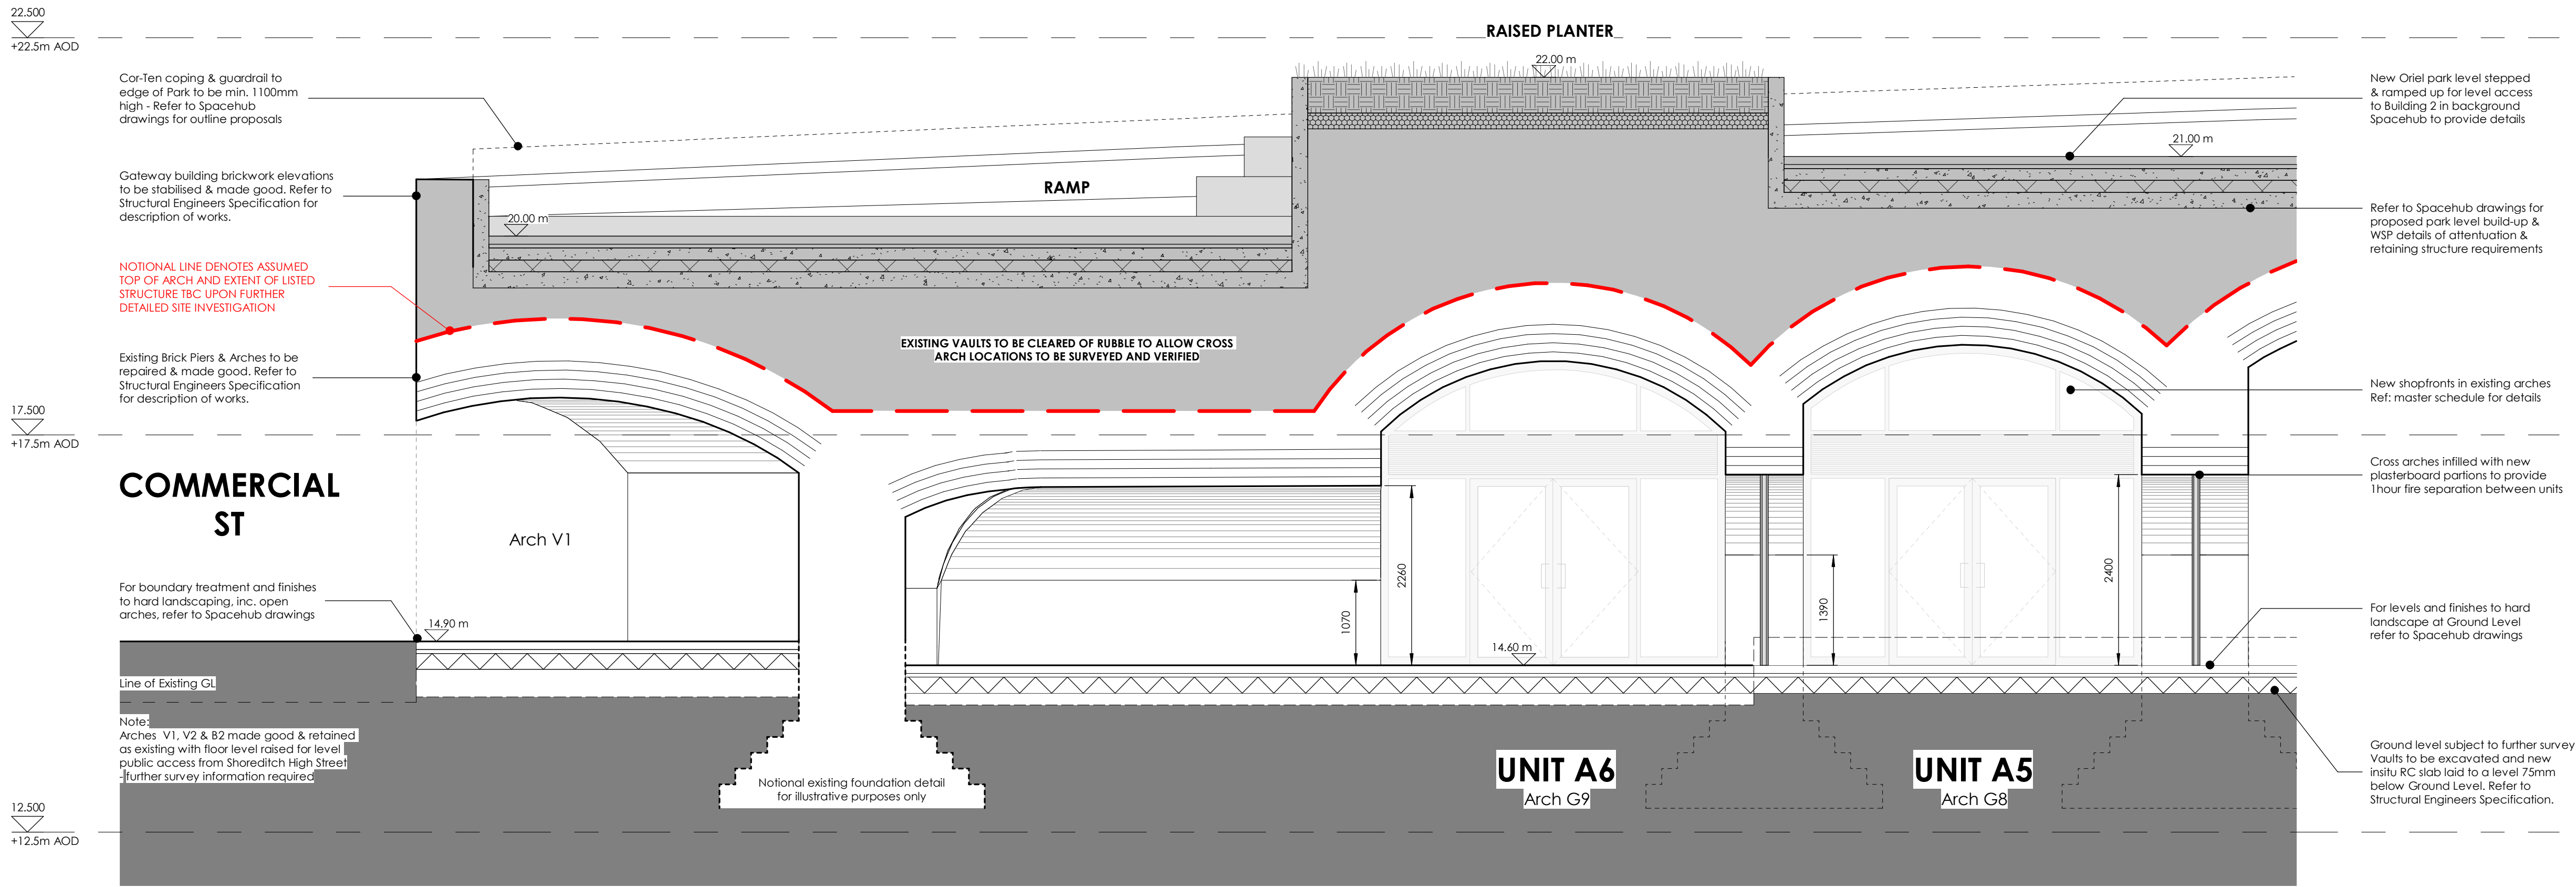 22.500
+22.5m AOD
RAISED PLANTER
22.00 m
Cor-Ten coping & guardrail to
edge of Park to be min. 1100mm
high - Refer to Spacehub
drawings for outline proposals
Gateway building brickwork elevations
to be stabilised & made good. Refer to
Structural Engineers Specification for
description of works.
NOTIONAL LINE DENOTES ASSUMED
TOP OF ARCH AND EXTENT OF LISTED
STRUCTURE TBC UPON FURTHER
DETAILED SITE INVESTIGATION
Existing Brick Piers & Arches to be
repaired & made good. Refer to
Structural Engineers Specification
for description of works.
17.500
+17.5m AOD
COMMERCIAL
ST
For boundary treatment and finishes
to hard landscaping, inc. open
arches, refer to Spacehub drawings
Line of Existing GL
Note:
Arches V1, V2 & B2 made good & retained
as existing with floor level raised for level
public access from Shoreditch High Street
- further survey information required
12.500
+12.5m AOD
RAMP
20.00 m
EXISTING VAULTS TO BE CLEARED OF RUBBLE TO ALLOW CROSS
ARCH LOCATIONS TO BE SURVEYED AND VERIFIED
Arch V1
14.90 m
Notional existing foundation detail
for illustrative purposes only
1070
2260
14.60 m
1390
2400
UNIT A6
Arch G9
UNIT A5
Arch G8
21.00 m
New Oriel park level stepped
& ramped up for level access
to Building 2 in background
Spacehub to provide details
Refer to Spacehub drawings for
proposed park level build-up &
WSP details of attentuation &
retaining structure requirements
New shopfronts in existing arches
Ref: master schedule for details
Cross arches infilled with new
plasterboard partions to provide
1hour fire separation between units
For levels and finishes to hard
landscape at Ground Level
refer to Spacehub drawings
Ground level subject to further survey
Vaults to be excavated and new
insitu RC slab laid to a level 75mm
below Ground Level. Refer to
Structural Engineers Specification.